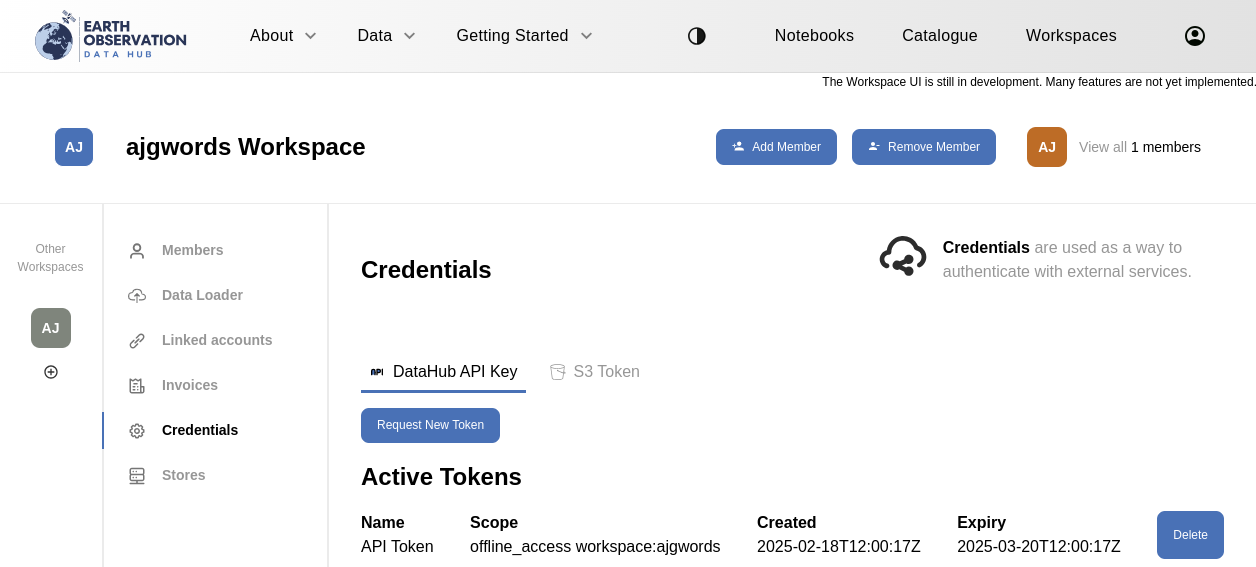 EARTH
OBSERVATION
DATA HUB
About
Data
Getting Started
Notebooks
Catalogue
Workspaces
The Workspace UI is still in development. Many features are not yet implemented.
AJ
ajgwords Workspace
Add Member
Remove Member
AJ
View all 1 members
Other
Workspaces
AJ
Members
Data Loader
Linked accounts
Invoices
Credentials
Stores
Credentials
Credentials are used as a way to
authenticate with external services.
API
DataHub API Key
S3 Token
Request New Token
Active Tokens
Name Scope Created Expiry
API Token offline_access workspace:ajgwords 2025-02-18T12:00:17Z 2025-03-20T12:00:17Z
Delete